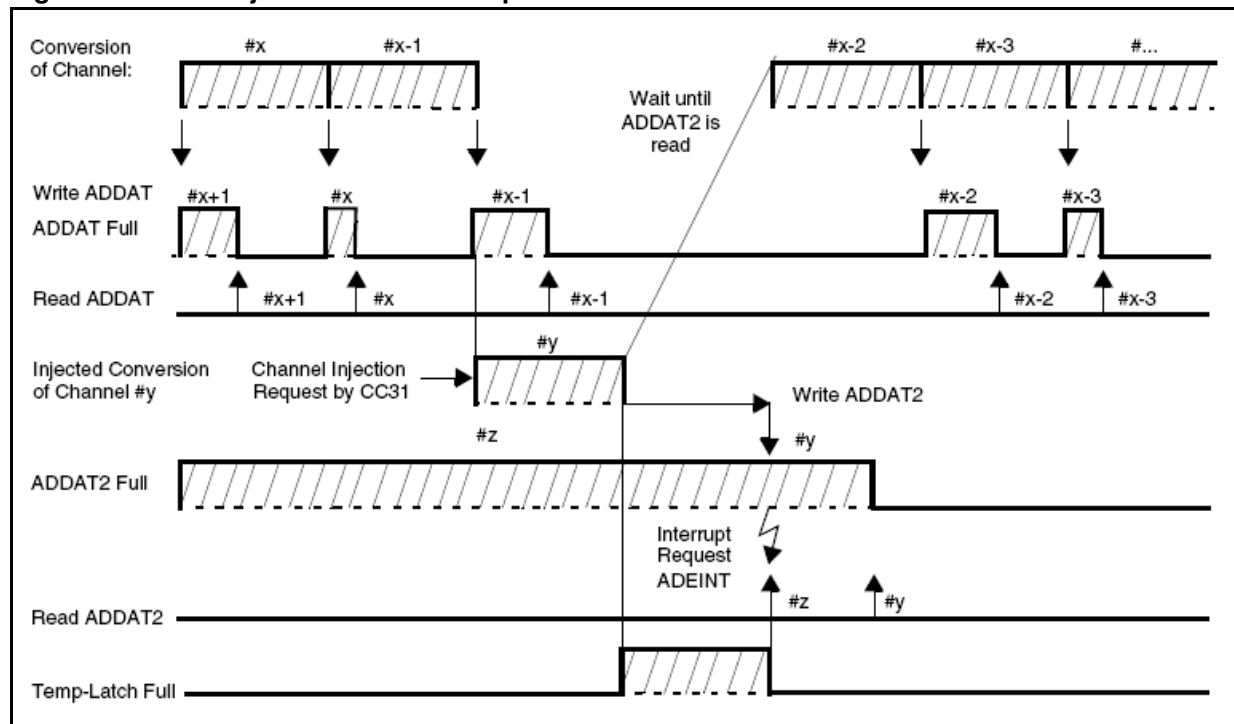 Conversion
of Channel:
#x
#x-1
#x-2
#x-3
#...
Wait until
ADDAT2 is
read
Write ADDAT
#x+1
#x
#x-1
#x-2
#x-3
ADDAT Full
Read ADDAT
#x+1
#x
#x-1
#x-2
#x-3
Injected Conversion
of Channel #y
Channel Injection
Request by CC31
#y
Write ADDAT2
#z
#y
ADDAT2 Full
Interrupt
Request
ADEINT
#z
#y
Read ADDAT2
Temp-Latch Full